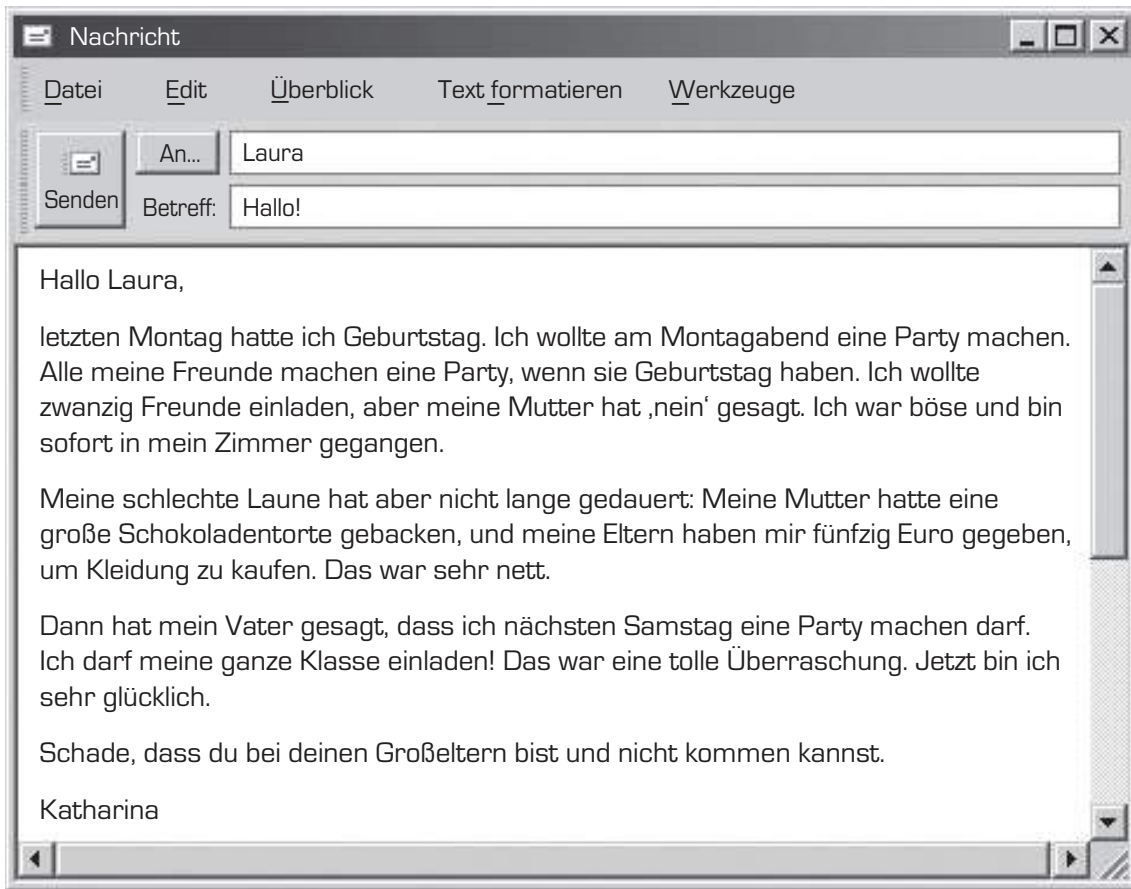 Nachricht
Datei Edit Überblick Text formatieren Werkzeuge
An... Laura
Senden
Betreff: Hallo!
Hallo Laura,
letzten Montag hatte ich Geburtstag. Ich wollte am Montagabend eine Party machen.
Alle meine Freunde machen eine Party, wenn sie Geburtstag haben. Ich wollte
zwanzig Freunde einladen, aber meine Mutter hat ‚nein‘ gesagt. Ich war böse und bin
sofort in mein Zimmer gegangen.
Meine schlechte Laune hat aber nicht lange gedauert: Meine Mutter hatte eine
große Schokoladentorte gebacken, und meine Eltern haben mir fünfzig Euro gegeben,
um Kleidung zu kaufen. Das war sehr nett.
Dann hat mein Vater gesagt, dass ich nächsten Samstag eine Party machen darf.
Ich darf meine ganze Klasse einladen! Das war eine tolle Überraschung. Jetzt bin ich
sehr glücklich.
Schade, dass du bei deinen Großeltern bist und nicht kommen kannst.
Katharina